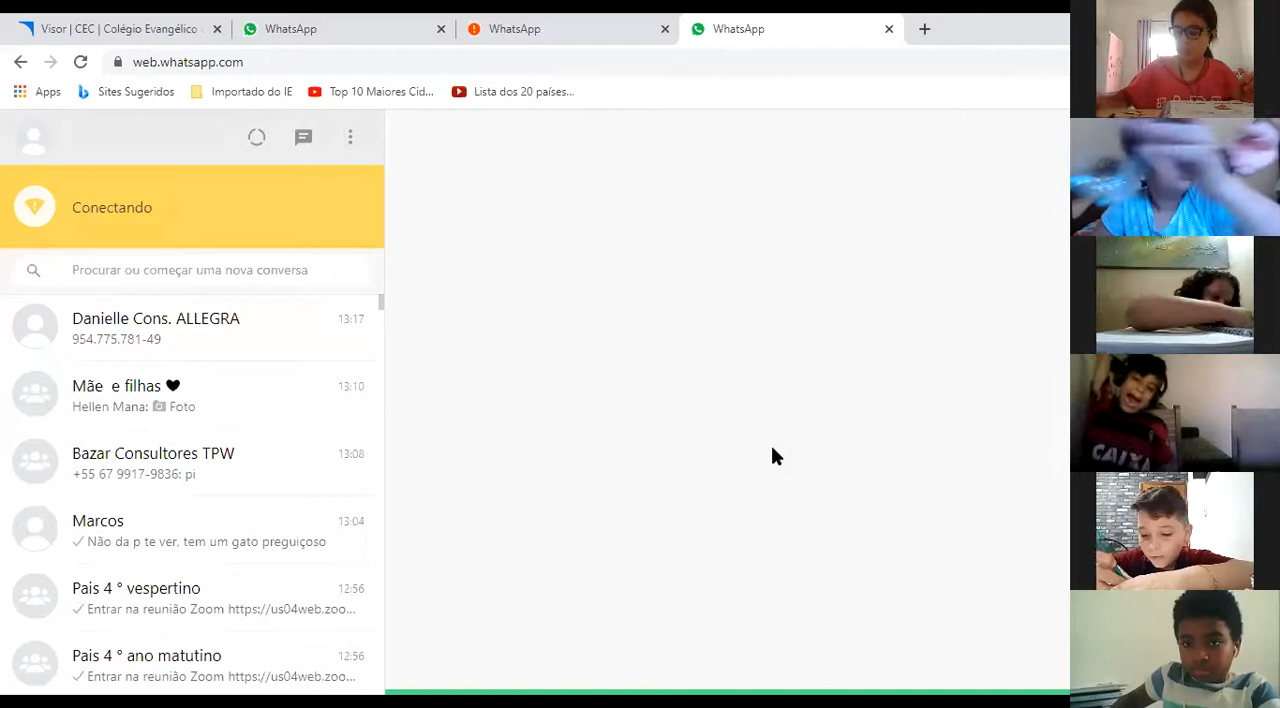 Visor | CEC | Colégio Evangélico
WhatsApp
WhatsApp
WhatsApp
web.whatsapp.com
Apps
Sites Sugeridos
Importado do IE
Top 10 Maiores Cid...
Lista dos 20 países...
Conectando
Procurar ou começar uma nova conversa
Danielle Cons. ALLEGRA 13:17
954.775.781-49
Mãe e filhas ♥ 13:10
Hellen Mana: Foto
Bazar Consultores TPW 13:08
+55 67 9917-9836: pi
Marcos 13:04
Não da p te ver, tem um gato preguiçoso
Pais 4 ° vespertino 12:56
Entrar na reunião Zoom https://us04web.zoo...
Pais 4 ° ano matutino 12:56
Entrar na reunião Zoom https://us04web.zoo...
CAIXA